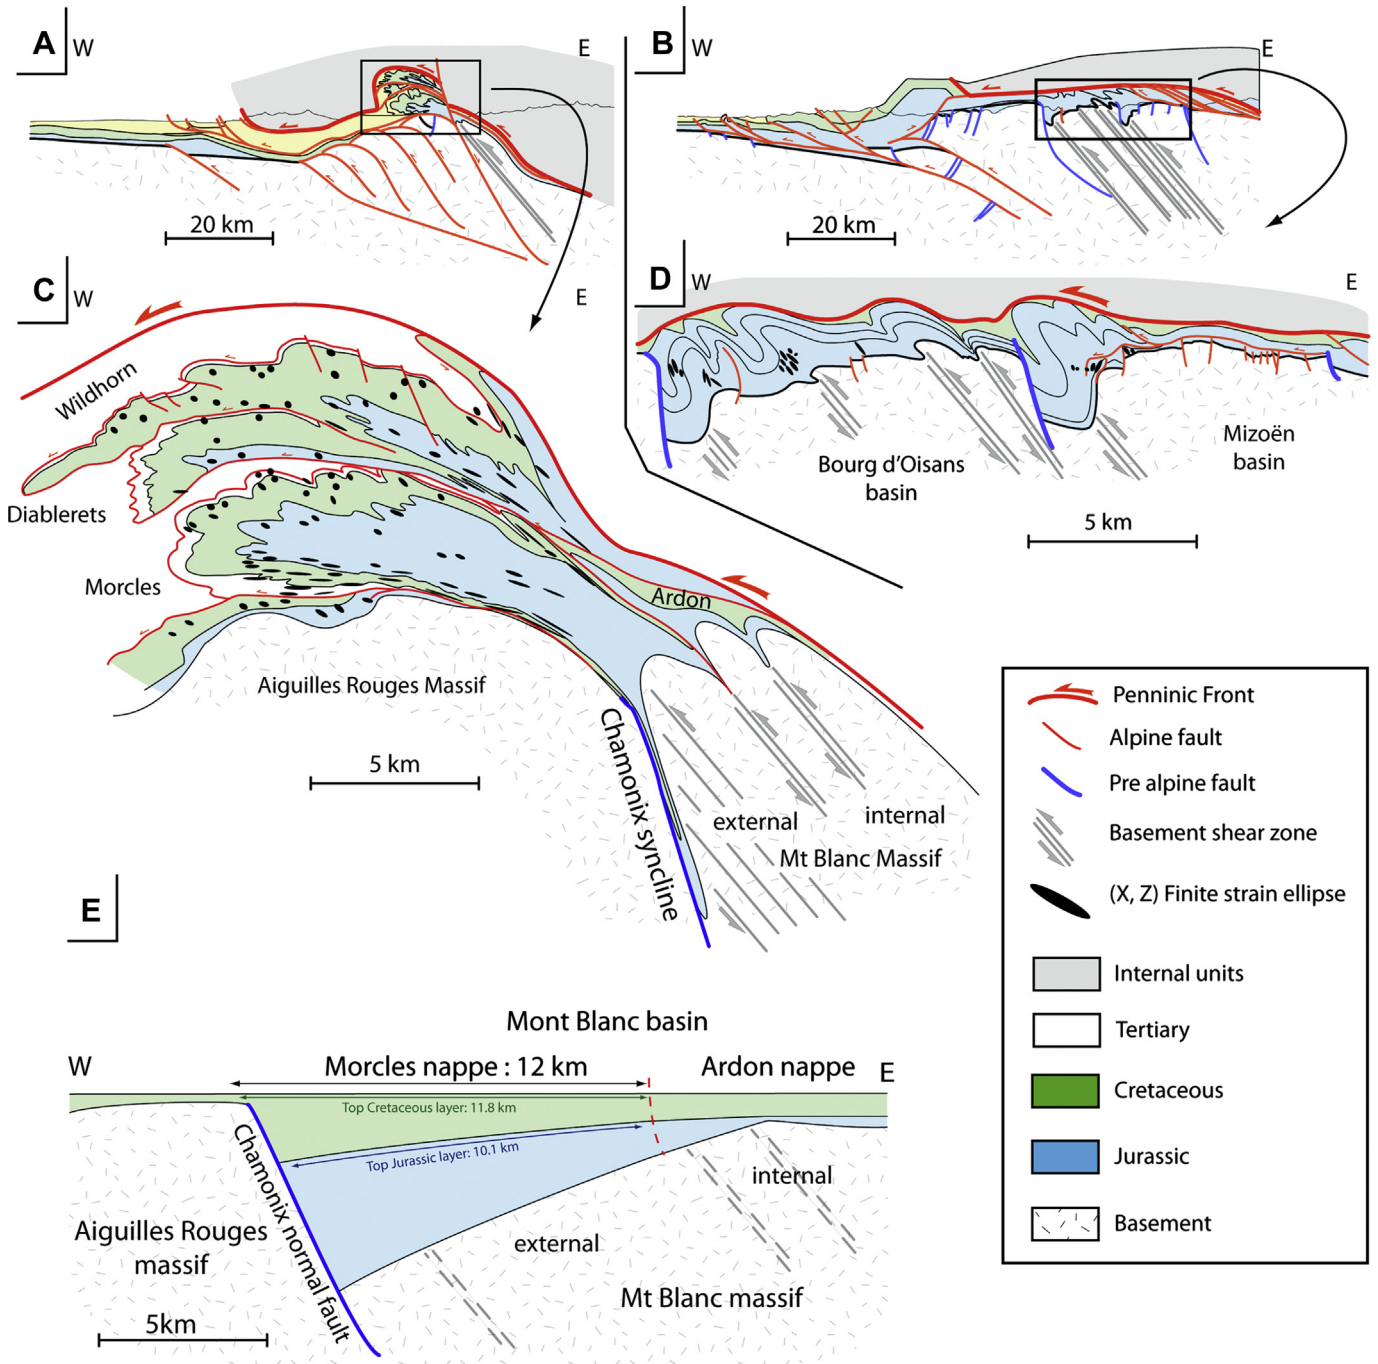 A
W
E
20 km
B
W
E
20 km
C
W
E
Wildhorn
Diablerets
Morcles
Ardon
Aiguilles Rouges Massif
5 km
Chamonix syncline
external
internal
Mt Blanc Massif
D
W
E
Bourg d'Oisans
basin
Mizoën
basin
5 km
E
Mont Blanc basin
W
Morcles nappe : 12 km
Ardon nappe
E
Top Cretaceous layer: 11.8 km
Top Jurassic layer: 10.1 km
Chamonix normal fault
Aiguilles Rouges
massif
internal
external
Mt Blanc massif
5km
Penninic Front
Alpine fault
Pre alpine fault
Basement shear zone
(X, Z) Finite strain ellipse
Internal units
Tertiary
Cretaceous
Jurassic
Basement